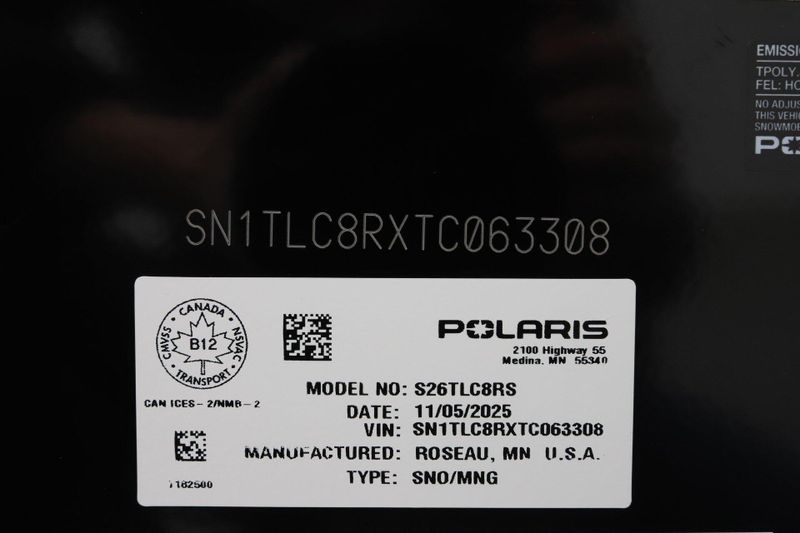 EMISSI
TPOLY.
FEL: HC
NO ADJUS
THIS VEHI
SNOWMOB
PO
SN1TLC8RXTC063308
CANADA
CMVSS
NSVAC
B12
TRANSPORT
POLARIS
2100 Highway 55
Medina, MN 55340
MODEL NO: S26TLC8RS
CAN ICES-2/NMB-2
DATE: 11/05/2025
VIN: SN1TLC8RXTC063308
MANUFACTURED: ROSEAU, MN U.S.A.
TYPE: SNO/MNG
7182500